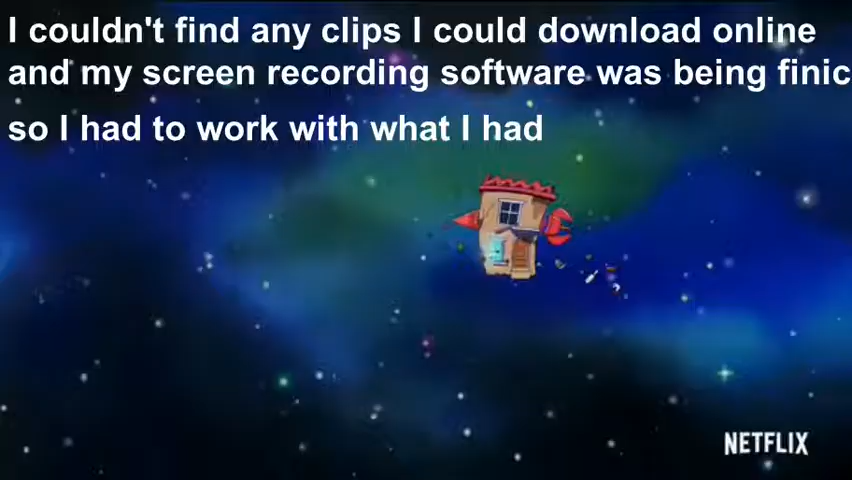 I couldn't find any clips I could download online
and my screen recording software was being finic
so I had to work with what I had
NETFLIX